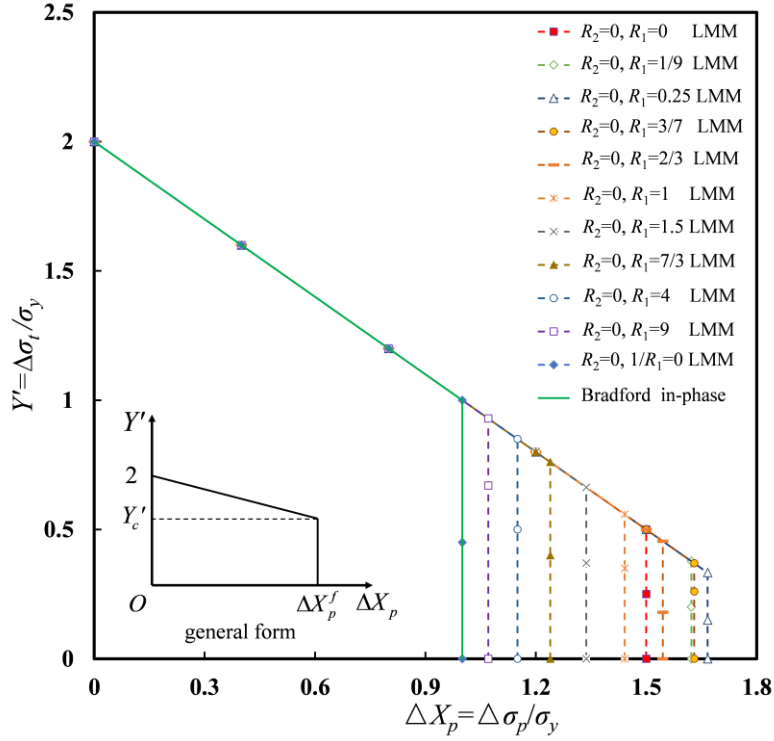 2.5
2
1.5
1
0.5
0
0
0.3
0.6
0.9
1.2
1.5
1.8
Y'=Δσt/σy
△Xp=△σp/σy
R2=0, R1=0 LMM
R2=0, R1=1/9 LMM
R2=0, R1=0.25 LMM
R2=0, R1=3/7 LMM
R2=0, R1=2/3 LMM
R2=0, R1=1 LMM
R2=0, R1=1.5 LMM
R2=0, R1=7/3 LMM
R2=0, R1=4 LMM
R2=0, R1=9 LMM
R2=0, 1/R1=0 LMM
Bradford in-phase
Y'
2
Yc'
O
ΔXpf
ΔXp
general form